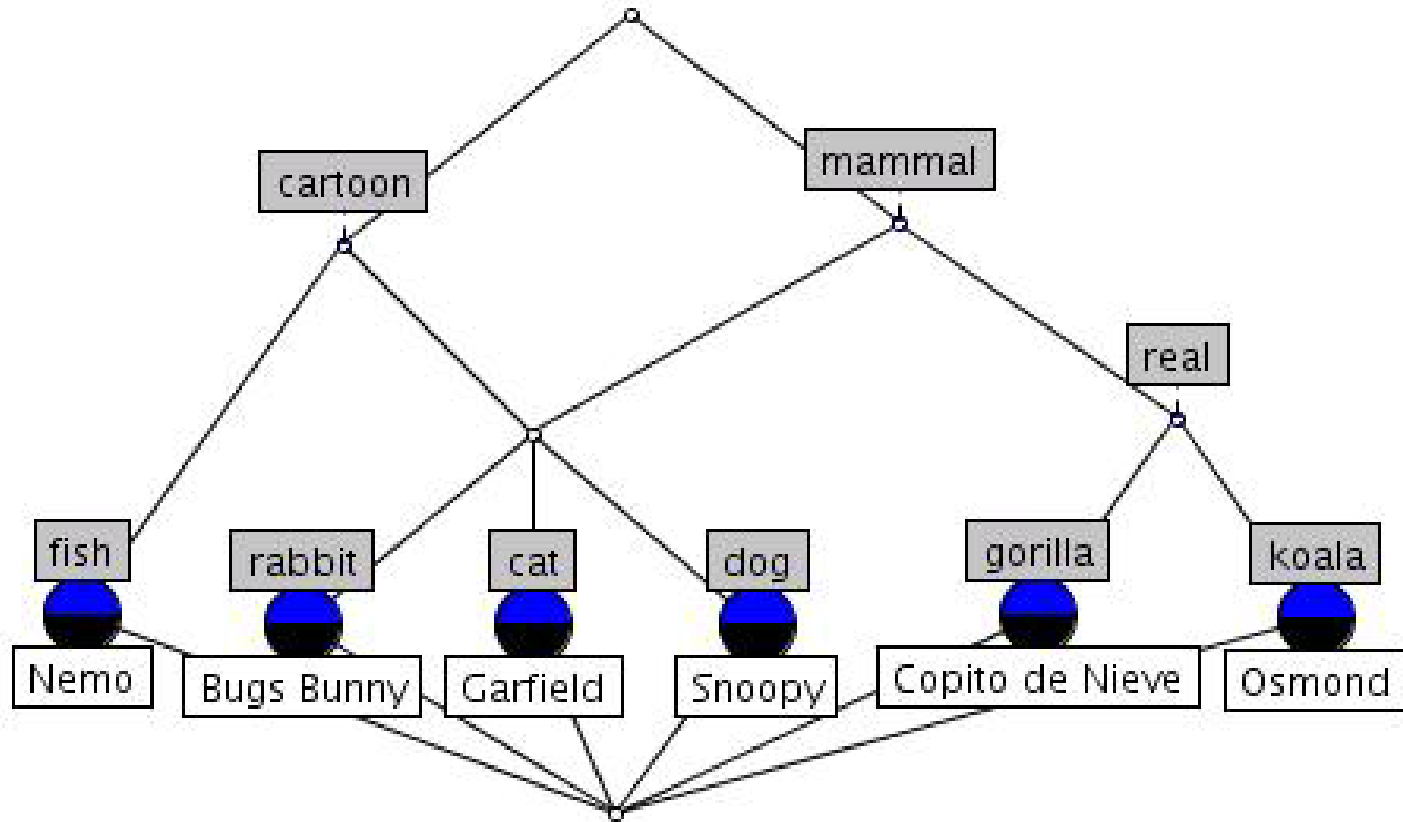 mammal
cartoon
real
fish
rabbit
cat
dog
gorilla
koala
Nemo
Bugs Bunny
Garfield
Snoopy
Copito de Nieve
Osmond